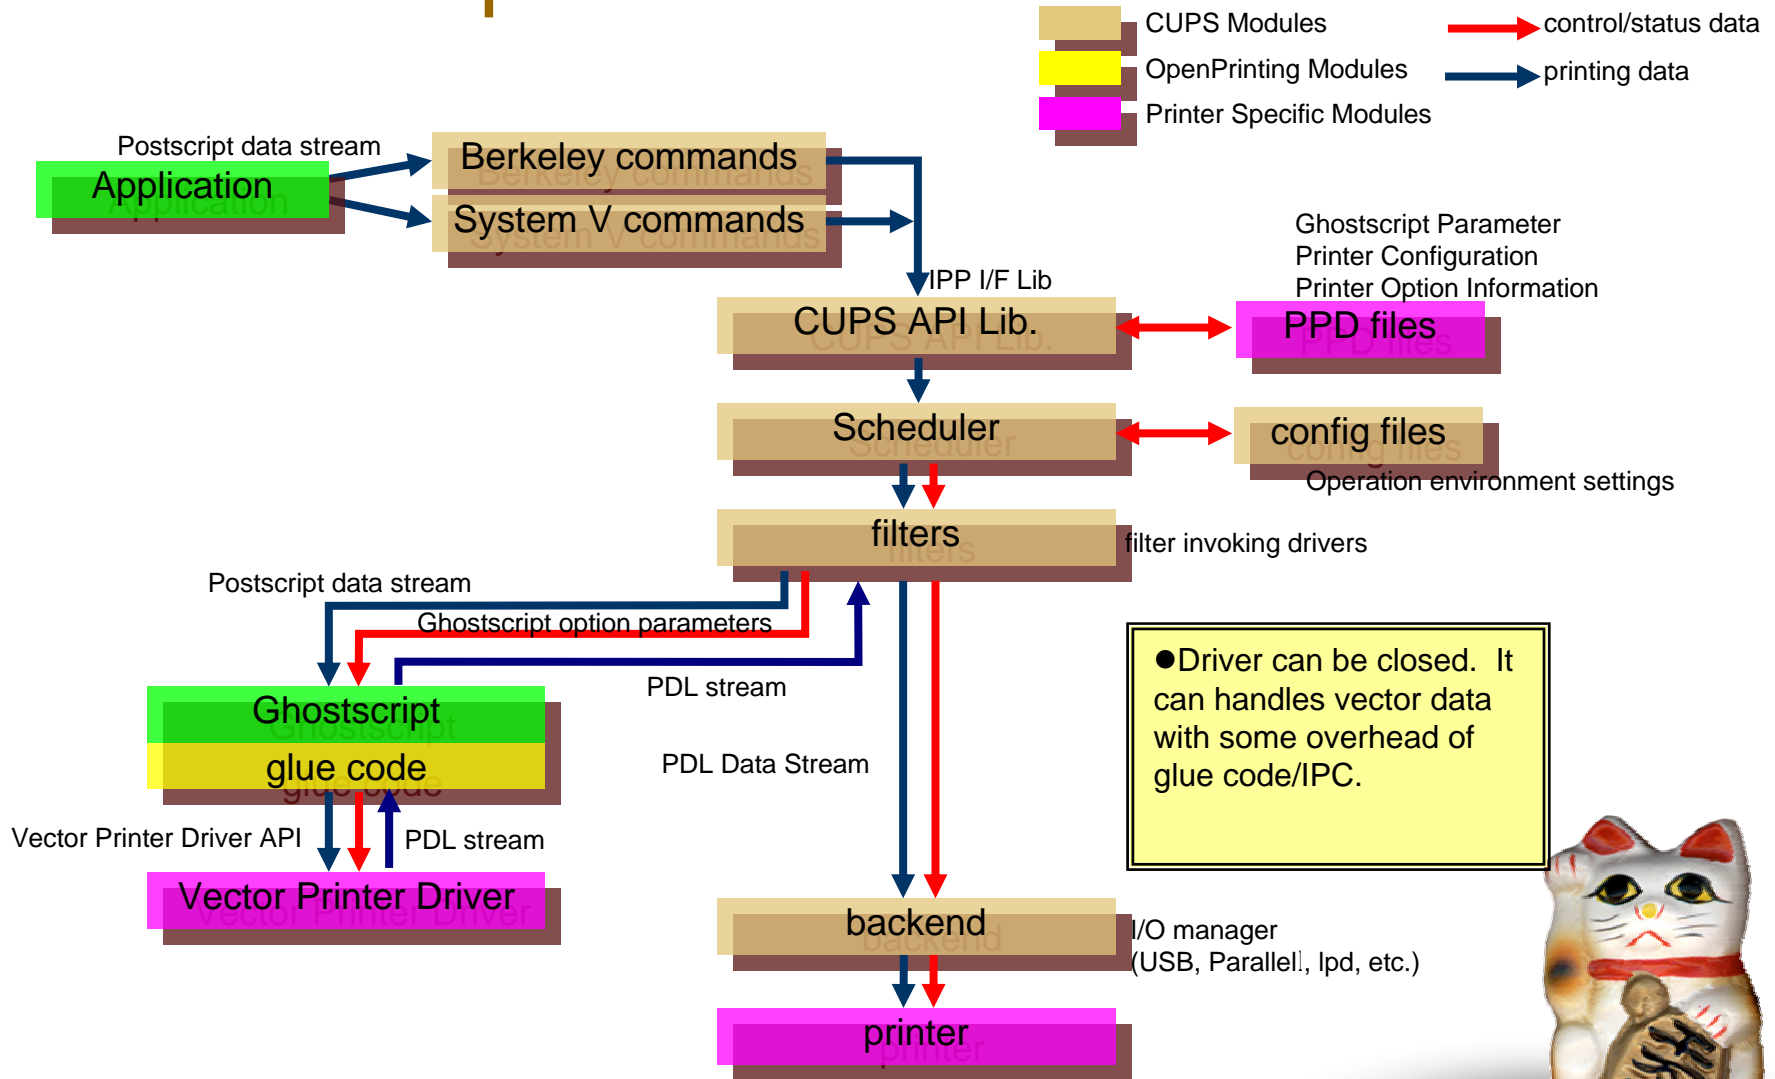 CUPS Modules
control/status data
OpenPrinting Modules
printing data
Printer Specific Modules
Postscript data stream
Application
Berkeley commands
System V commands
Ghostscript Parameter
Printer Configuration
Printer Option Information
IPP I/F Lib
CUPS API Lib.
PPD files
Scheduler
config files
Operation environment settings
filters
filter invoking drivers
Postscript data stream
Ghostscript option parameters
PDL stream
Ghostscript
glue code
PDL Data Stream
●Driver can be closed.  It
can handles vector data
with some overhead of
glue code/IPC.
Vector Printer Driver API
PDL stream
Vector Printer Driver
backend
I/O manager
(USB, Parallell, lpd, etc.)
printer